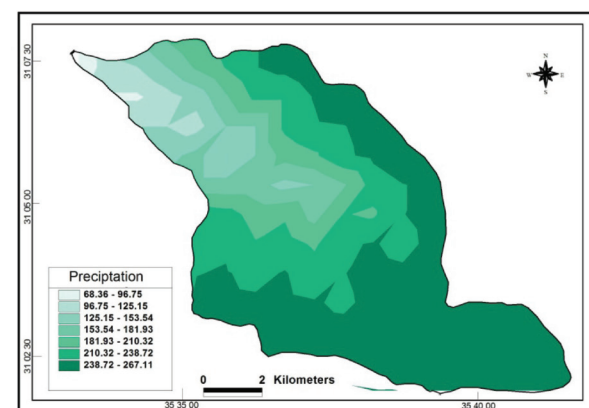 N
W E
S
31 07 30
31 05 00
31 02 30
Precipitation
68.36 - 96.75
96.75 - 125.15
125.15 - 153.54
153.54 - 181.93
181.93 - 210.32
210.32 - 238.72
238.72 - 267.11
0 2 Kilometers
35 35 00
35 40 00